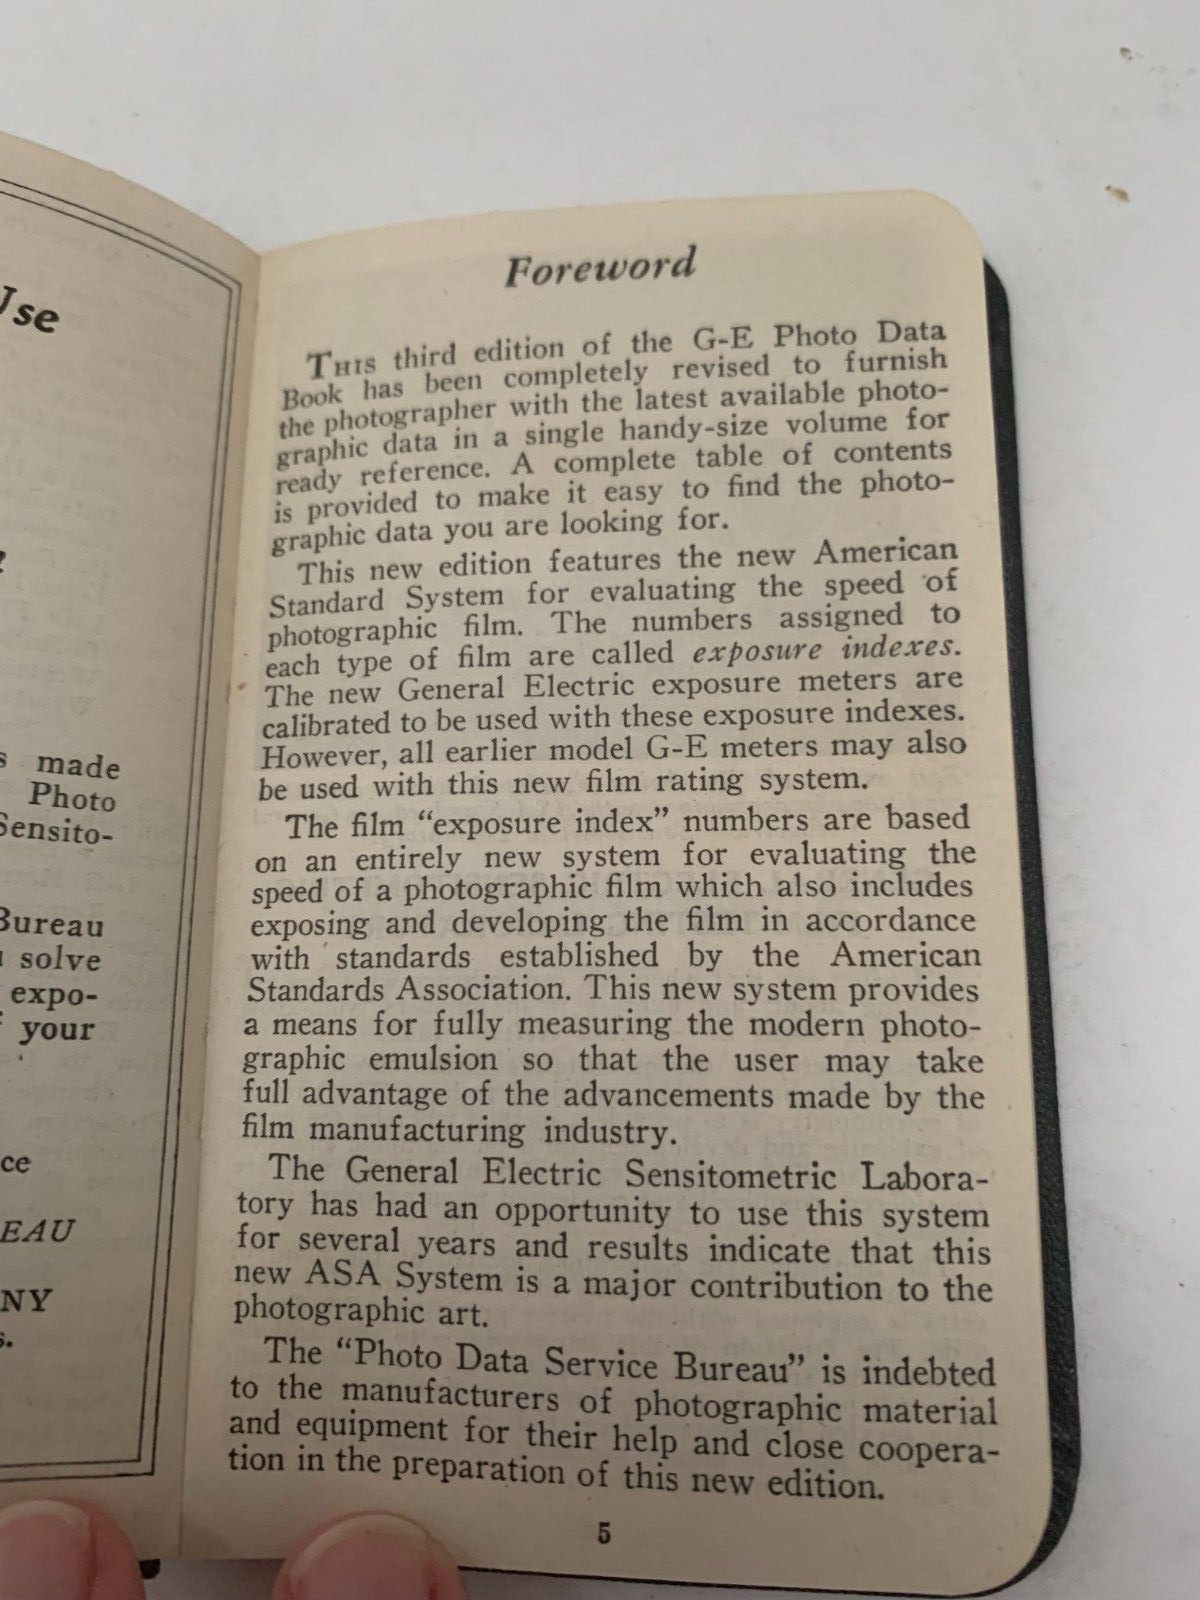 Use
s made
Photo
Sensito-
Bureau
solve
expo-
your
ce
EAU
NY
s.
Foreword
THIS third edition of the G-E Photo Data
Book has been completely revised to furnish
the photographer with the latest available photo-
graphic data in a single handy-size volume for
ready reference. A complete table of contents
is provided to make it easy to find the photo-
graphic data you are looking for.
This new edition features the new American
Standard System for evaluating the speed of
photographic film. The numbers assigned to
each type of film are called exposure indexes.
The new General Electric exposure meters are
calibrated to be used with these exposure indexes.
However, all earlier model G-E meters may also
be used with this new film rating system.
The film “exposure index” numbers are based
on an entirely new system for evaluating the
speed of a photographic film which also includes
exposing and developing the film in accordance
with standards established by the American
Standards Association. This new system provides
a means for fully measuring the modern photo-
graphic emulsion so that the user may take
full advantage of the advancements made by the
film manufacturing industry.
The General Electric Sensitometric Labora-
tory has had an opportunity to use this system
for several years and results indicate that this
new ASA System is a major contribution to the
photographic art.
The “Photo Data Service Bureau” is indebted
to the manufacturers of photographic material
and equipment for their help and close coopera-
tion in the preparation of this new edition.
5